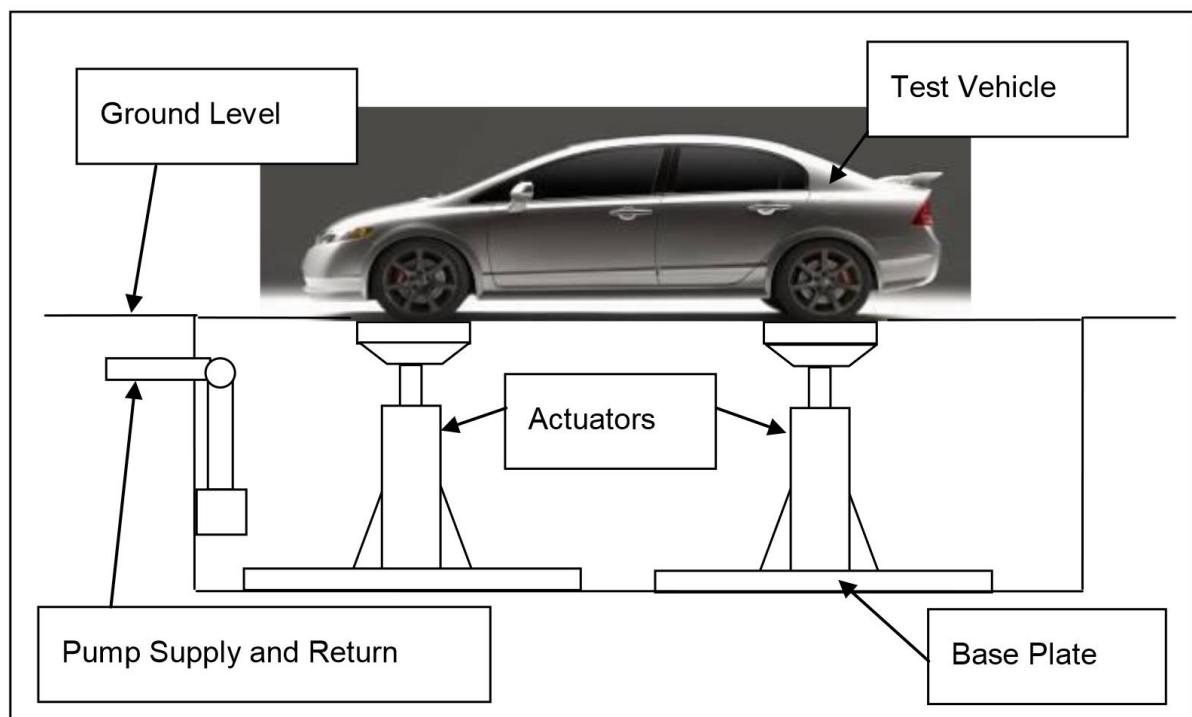 Ground Level
Test Vehicle
Actuators
Pump Supply and Return
Base Plate